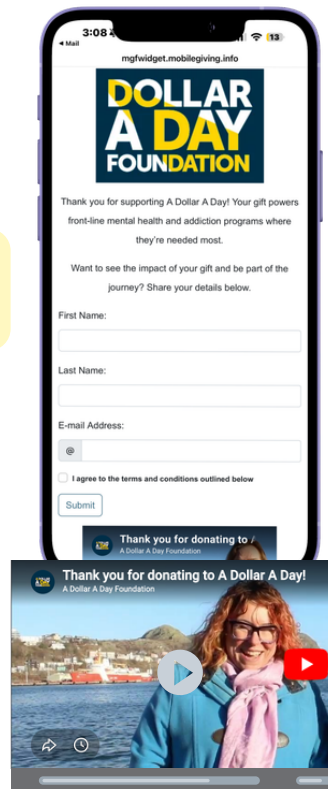 3:08
13
◀ Mail
mgfwidget.mobilegiving.info
DOLLAR
A DAY
FOUNDATION
Thank you for supporting A Dollar A Day! Your gift powers
front-line mental health and addiction programs where
they're needed most.
Want to see the impact of your gift and be part of the
journey? Share your details below.
First Name:
Last Name:
E-mail Address:
@
I agree to the terms and conditions outlined below
Submit
Thank you for donating to
A Dollar A Day Foundation
Thank you for donating to A Dollar A Day!
A Dollar A Day Foundation